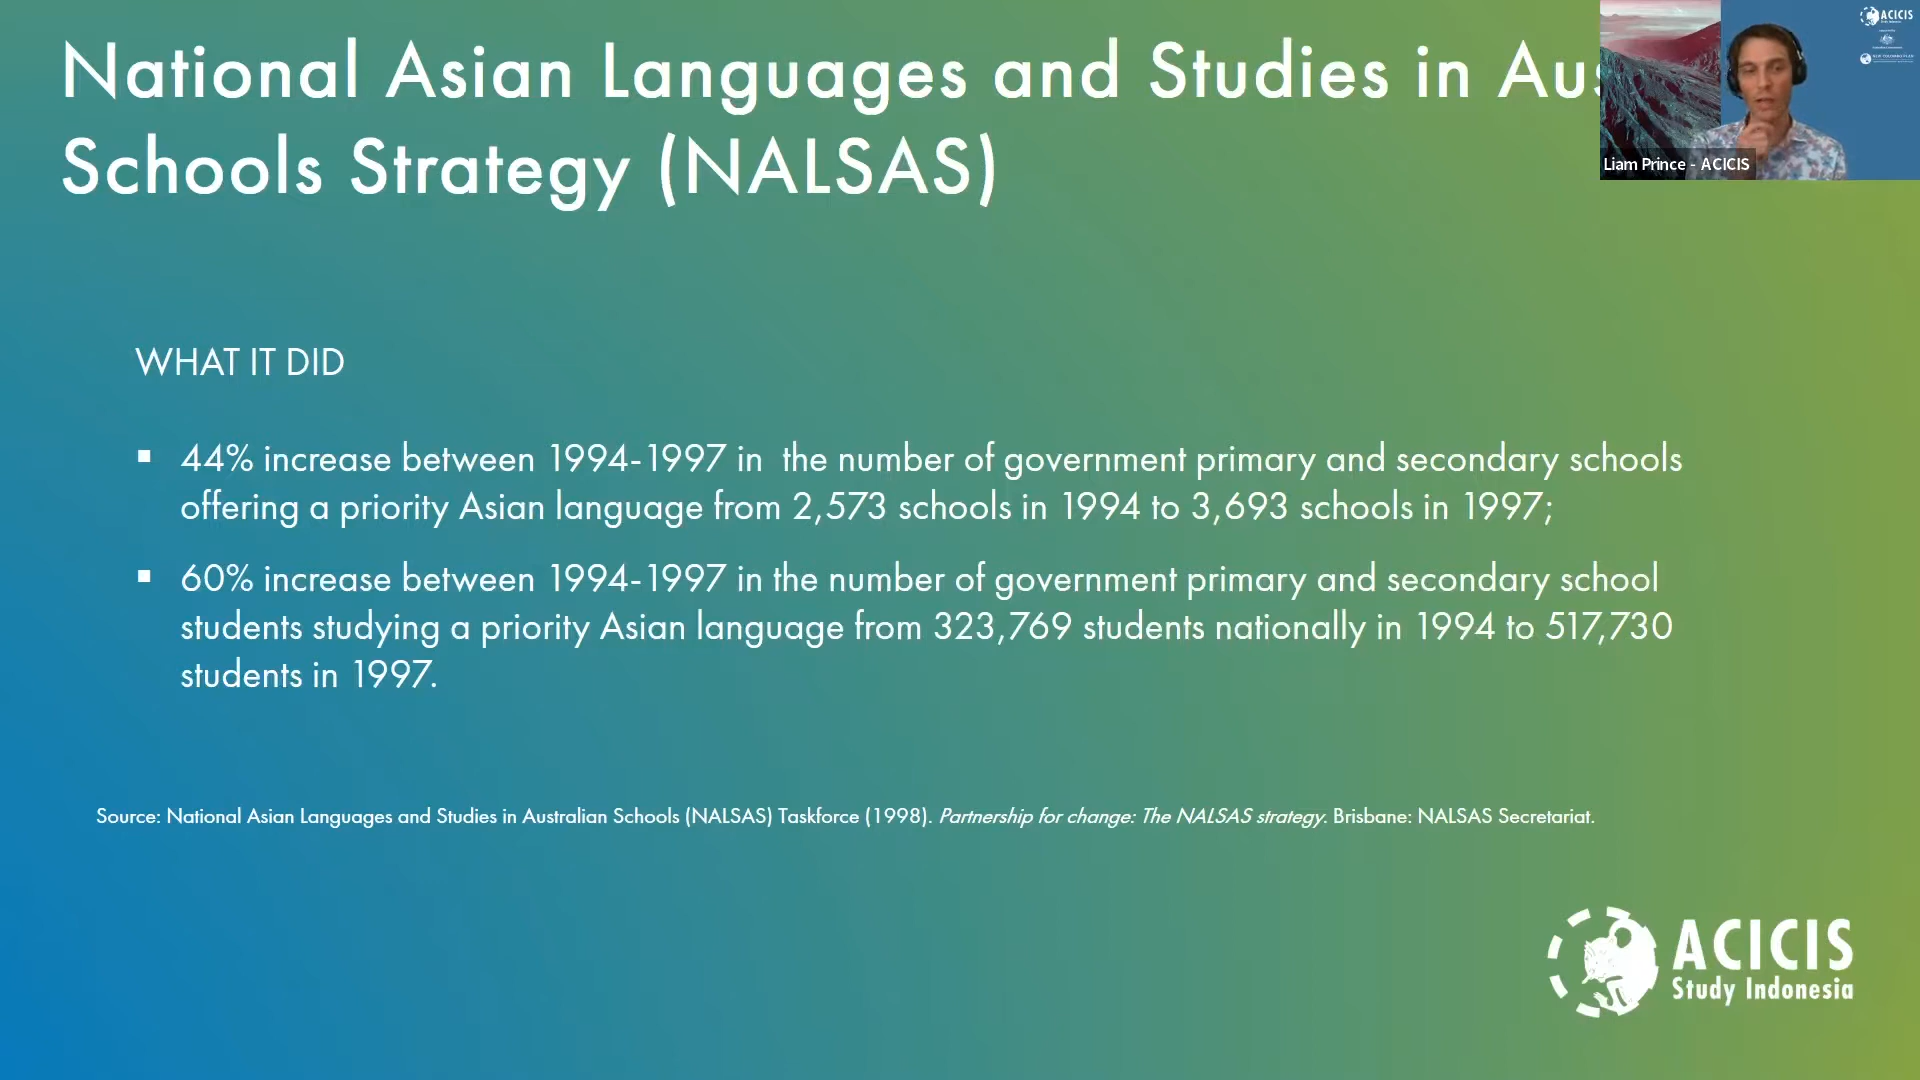 National Asian Languages and Studies in Aus
Schools Strategy (NALSAS)
ACICIS
Liam Prince - ACICIS
WHAT IT DID
▪ 44% increase between 1994-1997 in  the number of government primary and secondary schools
offering a priority Asian language from 2,573 schools in 1994 to 3,693 schools in 1997;
▪ 60% increase between 1994-1997 in the number of government primary and secondary school
students studying a priority Asian language from 323,769 students nationally in 1994 to 517,730
students in 1997.
Source: National Asian Languages and Studies in Australian Schools (NALSAS) Taskforce (1998). Partnership for change: The NALSAS strategy. Brisbane: NALSAS Secretariat.
ACICIS
Study Indonesia